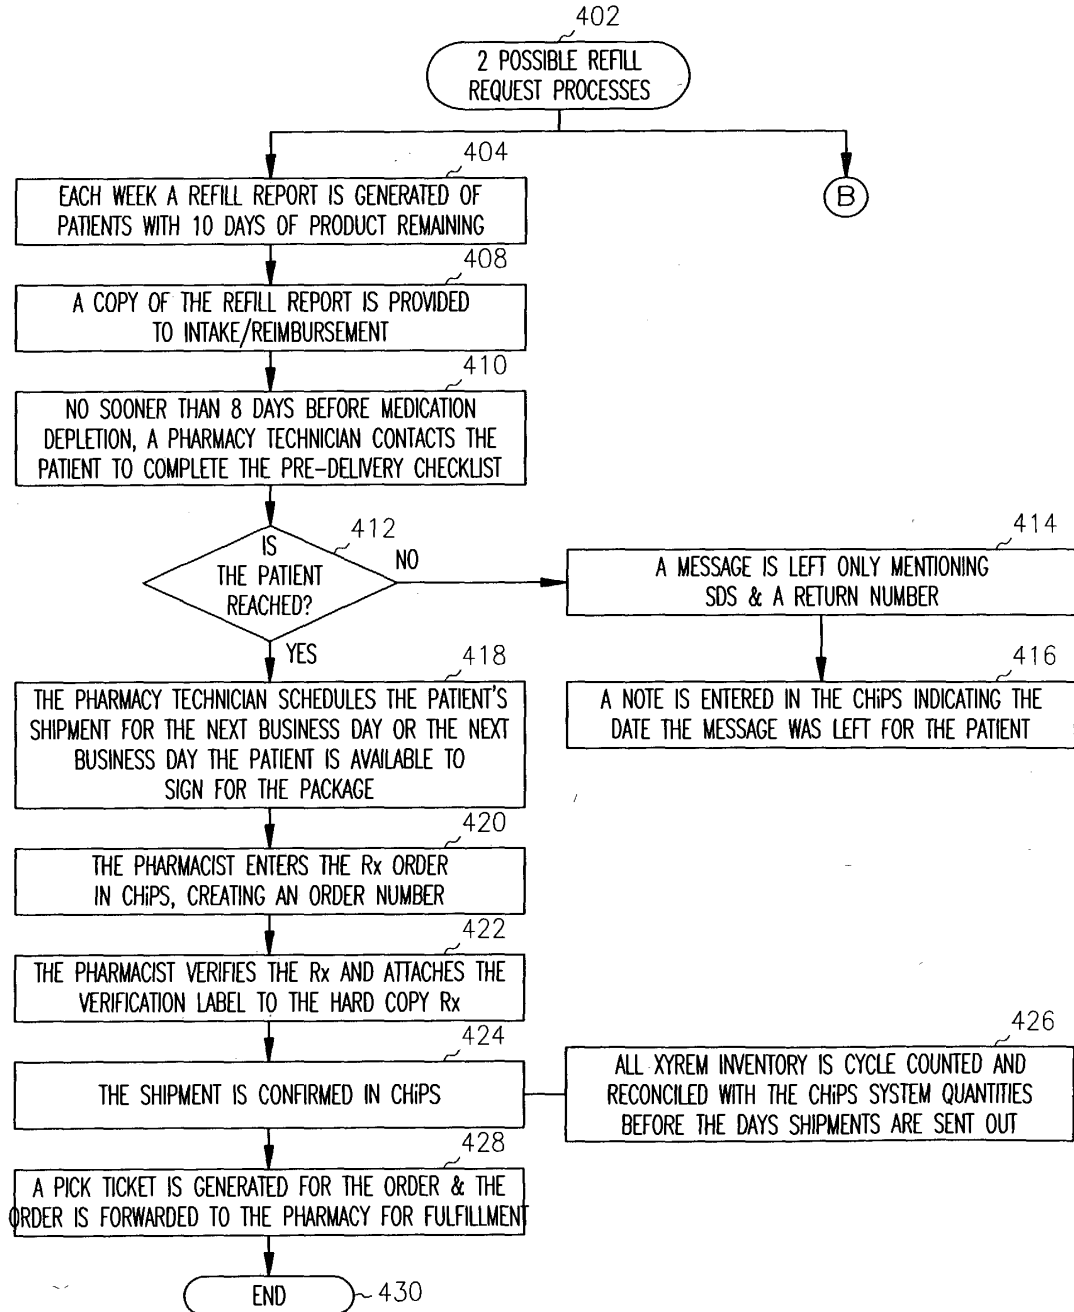 402
2 POSSIBLE REFILL
REQUEST PROCESSES
404
EACH WEEK A REFILL REPORT IS GENERATED OF
PATIENTS WITH 10 DAYS OF PRODUCT REMAINING
B
408
A COPY OF THE REFILL REPORT IS PROVIDED
TO INTAKE/REIMBURSEMENT
410
NO SOONER THAN 8 DAYS BEFORE MEDICATION
DEPLETION, A PHARMACY TECHNICIAN CONTACTS THE
PATIENT TO COMPLETE THE PRE-DELIVERY CHECKLIST
412
IS
THE PATIENT
REACHED?
NO
414
A MESSAGE IS LEFT ONLY MENTIONING
SDS & A RETURN NUMBER
416
A NOTE IS ENTERED IN THE CHiPS INDICATING THE
DATE THE MESSAGE WAS LEFT FOR THE PATIENT
YES
418
THE PHARMACY TECHNICIAN SCHEDULES THE PATIENT'S
SHIPMENT FOR THE NEXT BUSINESS DAY OR THE NEXT
BUSINESS DAY THE PATIENT IS AVAILABLE TO
SIGN FOR THE PACKAGE
420
THE PHARMACIST ENTERS THE Rx ORDER
IN CHiPS, CREATING AN ORDER NUMBER
422
THE PHARMACIST VERIFIES THE Rx AND ATTACHES THE
VERIFICATION LABEL TO THE HARD COPY Rx
424
THE SHIPMENT IS CONFIRMED IN CHiPS
426
ALL XYREM INVENTORY IS CYCLE COUNTED AND
RECONCILED WITH THE CHiPS SYSTEM QUANTITIES
BEFORE THE DAYS SHIPMENTS ARE SENT OUT
428
A PICK TICKET IS GENERATED FOR THE ORDER & THE
ORDER IS FORWARDED TO THE PHARMACY FOR FULFILLMENT
END
430